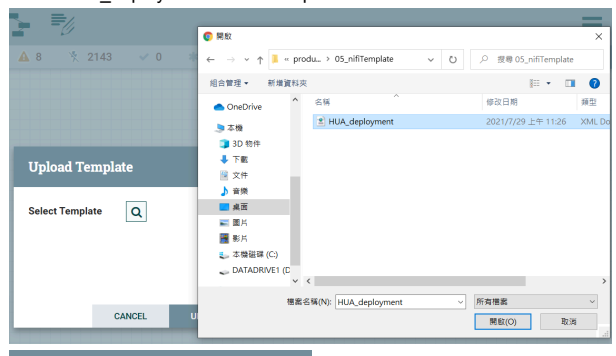 開啟
« produ... › 05_nifiTemplate
搜尋 05_nifiTemplate
8 2143 0
組合管理 新增資料夾
名稱 修改日期 類型
OneDrive
HUA_deployment 2021/7/29 上午 11:26 XML Do
本機
3D 物件
下載
文件
音樂
桌面
圖片
影片
本機磁碟 (C:)
DATADRIVE1 (D
Upload Template
Select Template
檔案名稱(N): HUA_deployment 所有檔案
開啟(O) 取消
CANCEL U